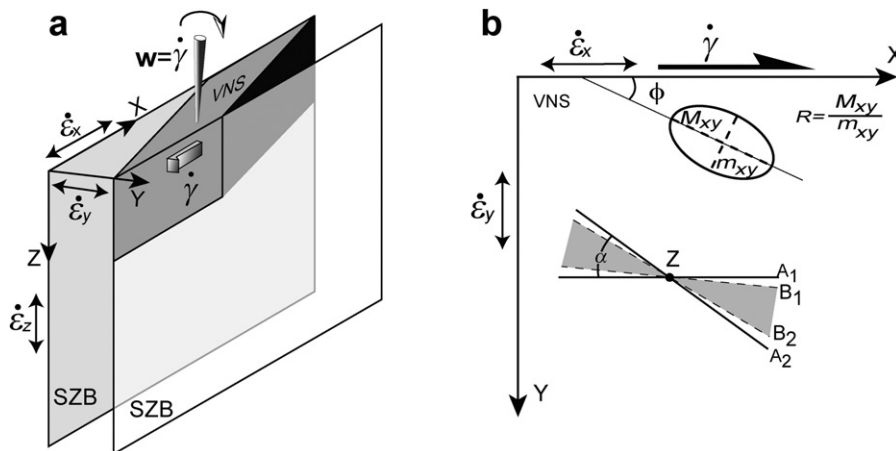 a
w=γ̇
VNS
ε̇x
X
γ̇
Y
ε̇y
Z
ε̇z
SZB
SZB
b
ε̇x
γ̇
X
VNS
ϕ
Mxy
mxy
R=Mxy/mxy
ε̇y
α
Z
A1
B1
B2
A2
Y